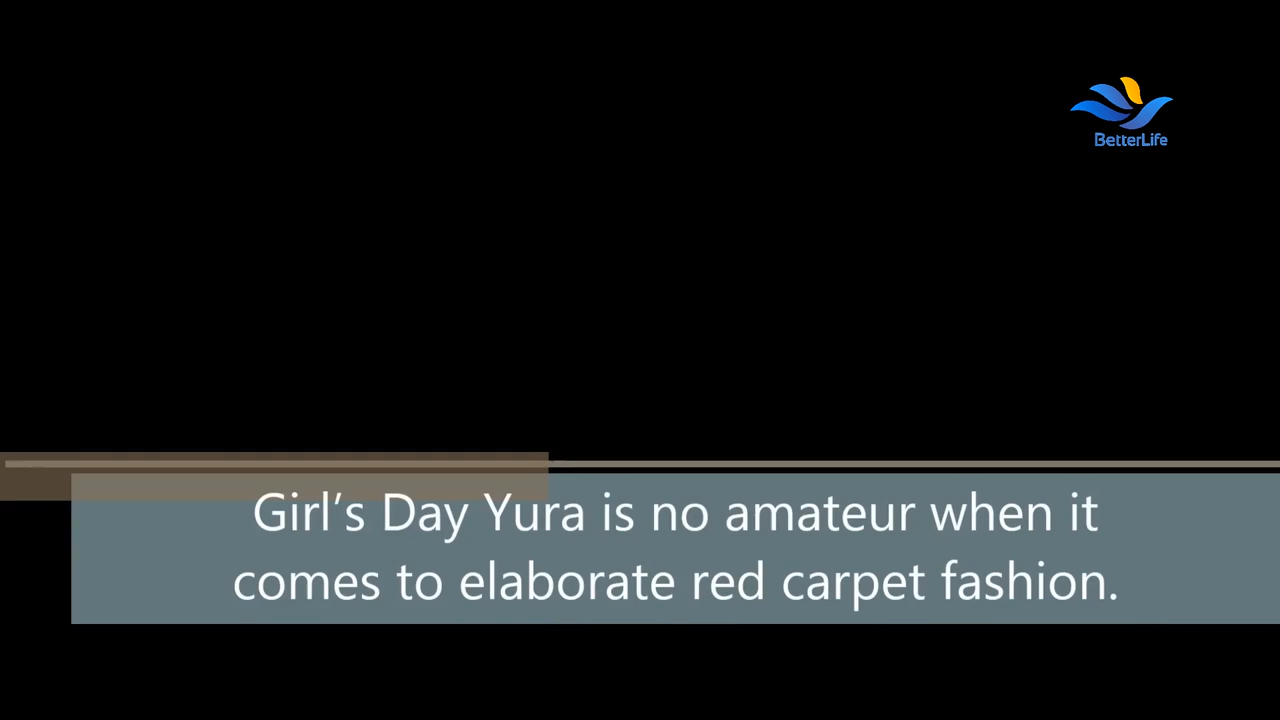 BetterLife
Girl’s Day Yura is no amateur when it
comes to elaborate red carpet fashion.